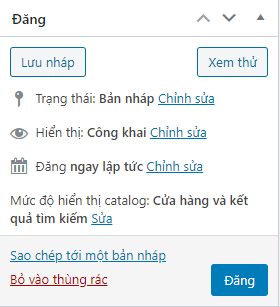 Đăng
Lưu nháp
Xem thử
Trạng thái: Bản nháp Chỉnh sửa
Hiển thị: Công khai Chỉnh sửa
Đăng ngay lập tức Chỉnh sửa
Mức độ hiển thị catalog: Cửa hàng và kết
quả tìm kiếm Sửa
Sao chép tới một bản nháp
Bỏ vào thùng rác
Đăng